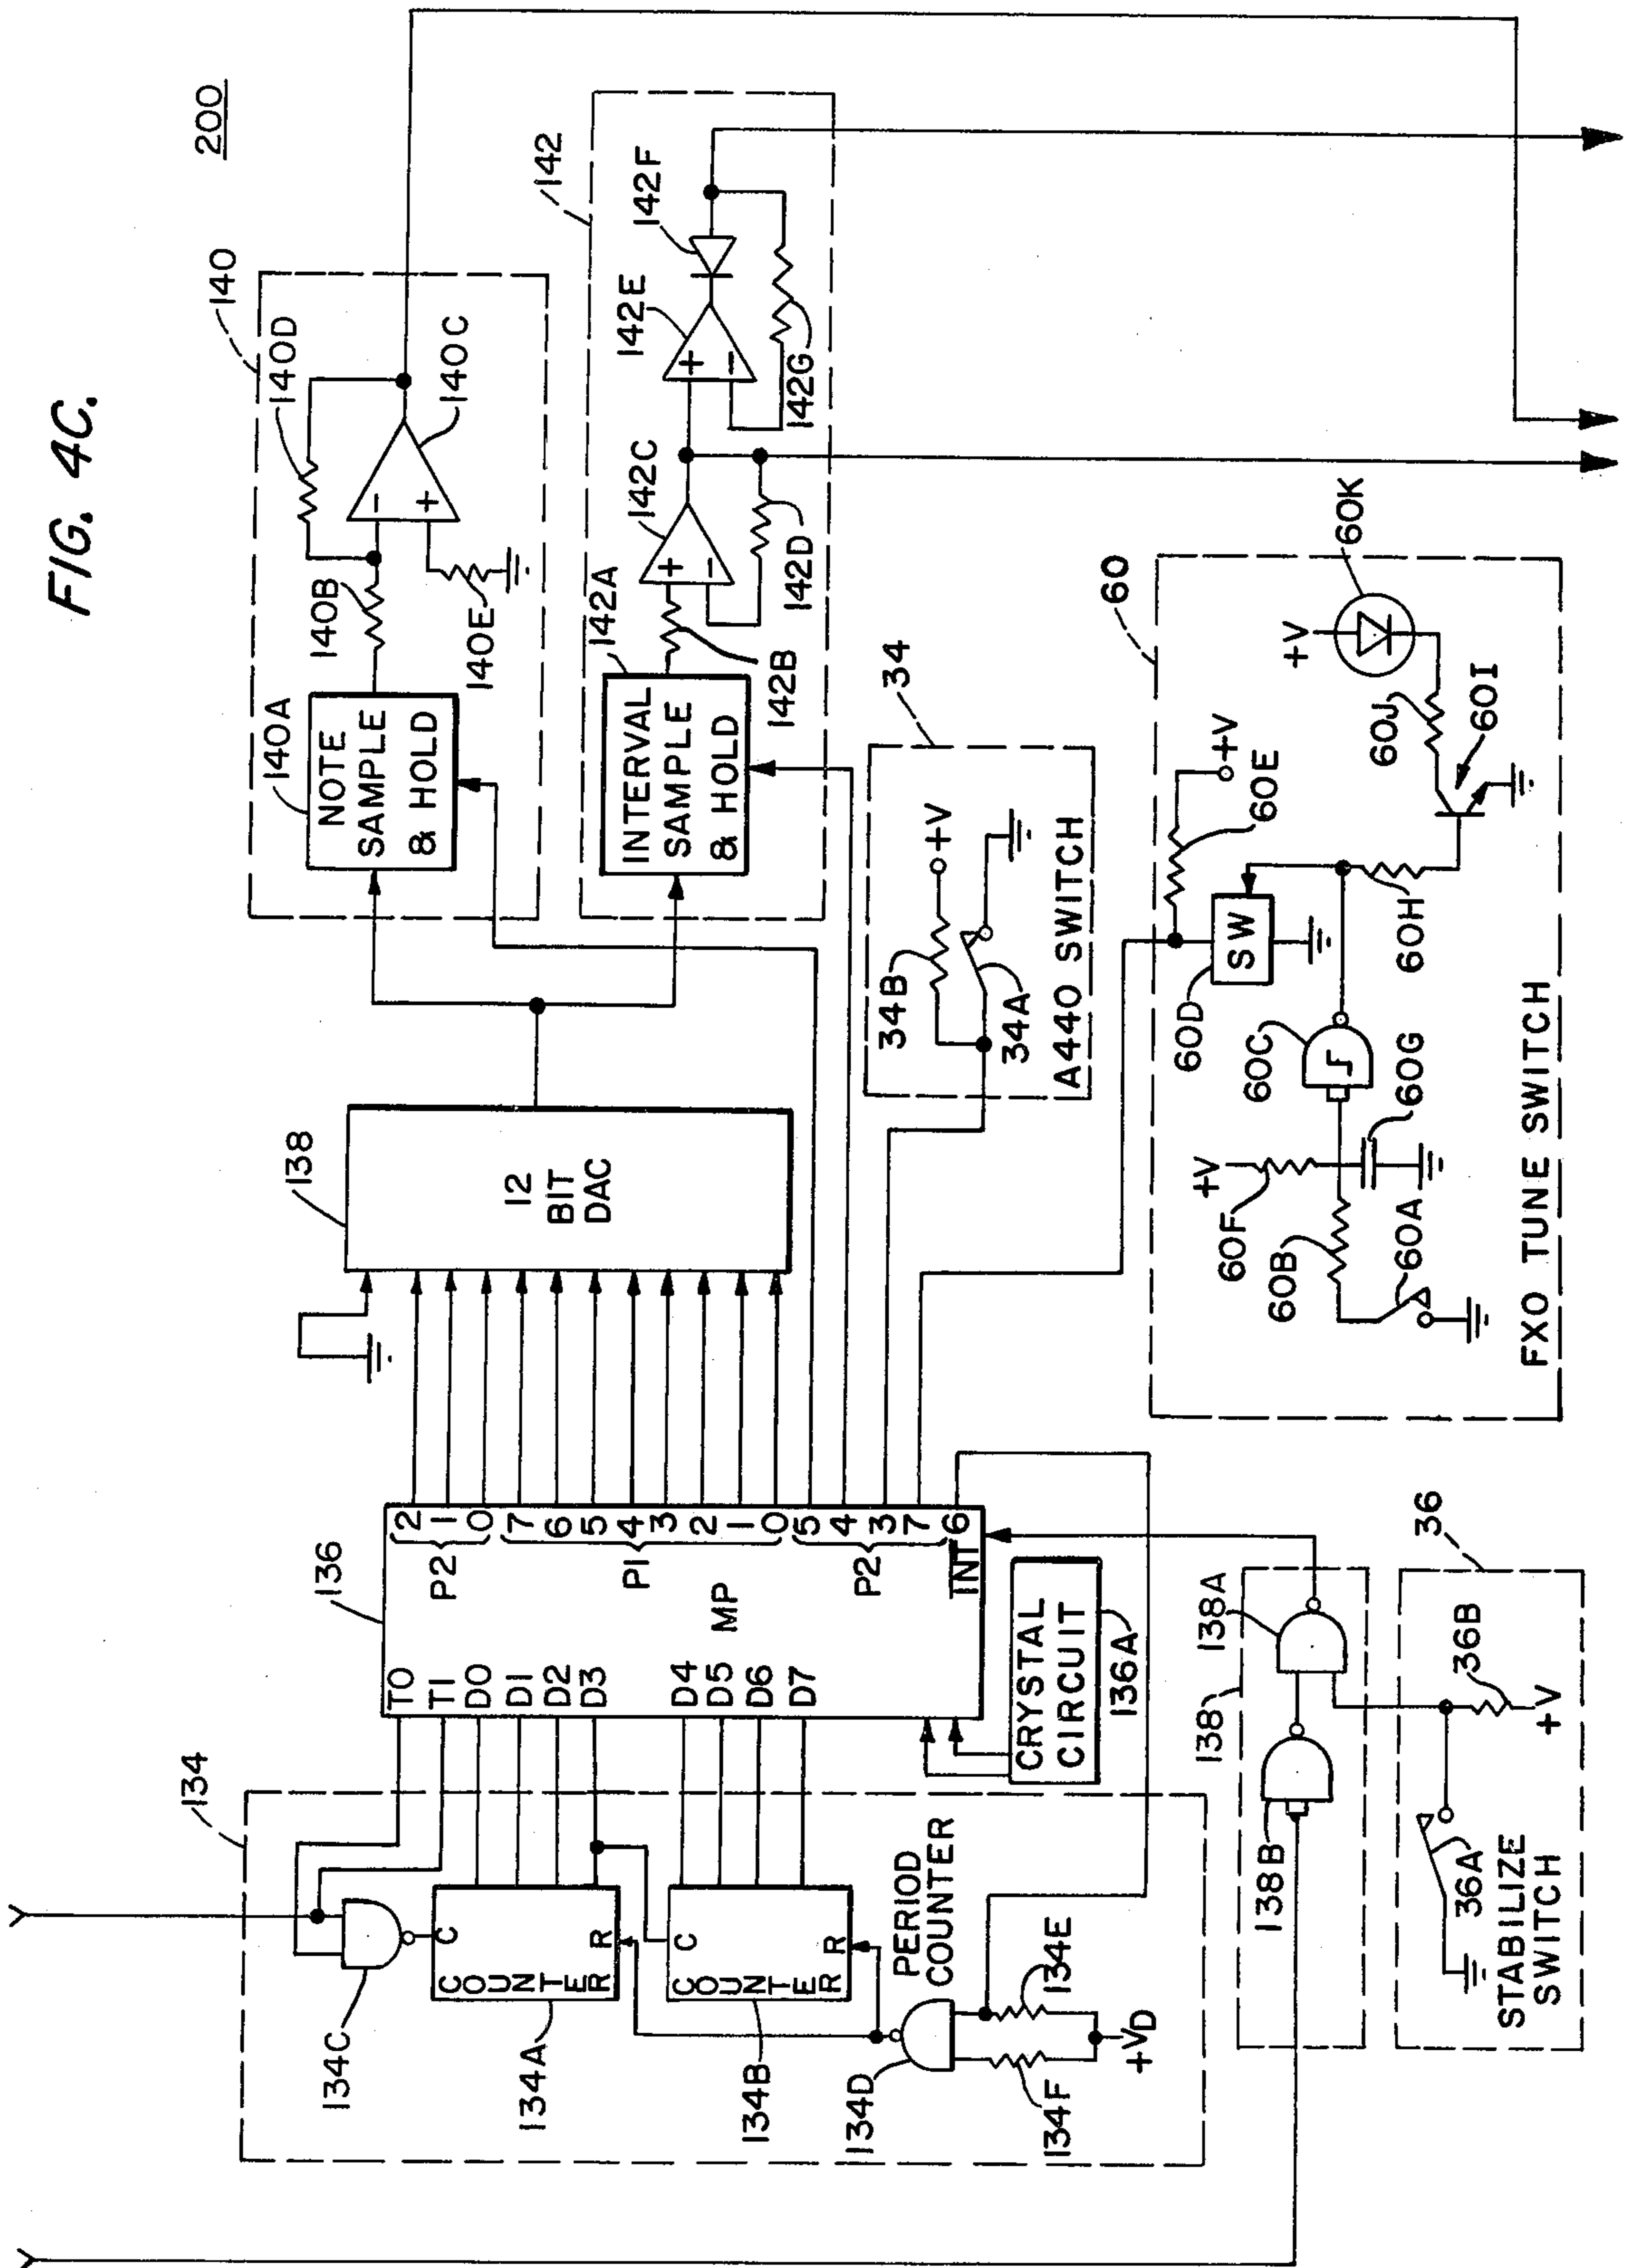 FIG. 4C.
200
140
140D
140A
140B
140C
NOTE
SAMPLE
& HOLD
140E
142
142F
142E
142C
142A
142G
142D
142B
INTERVAL
SAMPLE
& HOLD
138
12
BIT
DAC
34
34B
+V
34A
A440 SWITCH
136
2
1
0
P2
7
6
5
4
3
2
1
0
P1
5
4
3
7
6
P2
MP
INT
T0
T1
D0
D1
D2
D3
D4
D5
D6
D7
CRYSTAL
CIRCUIT
136A
60
60K
+V
60J
60I
+V
60E
SW
60D
60H
60C
60G
+V
60F
60B
60A
FXO TUNE SWITCH
134
134C
C
COUNTER
R
134A
C
COUNTER
R
134B
PERIOD
COUNTER
134D
134E
134F
+VD
138
138A
138B
36
36B
+V
36A
STABILIZE
SWITCH